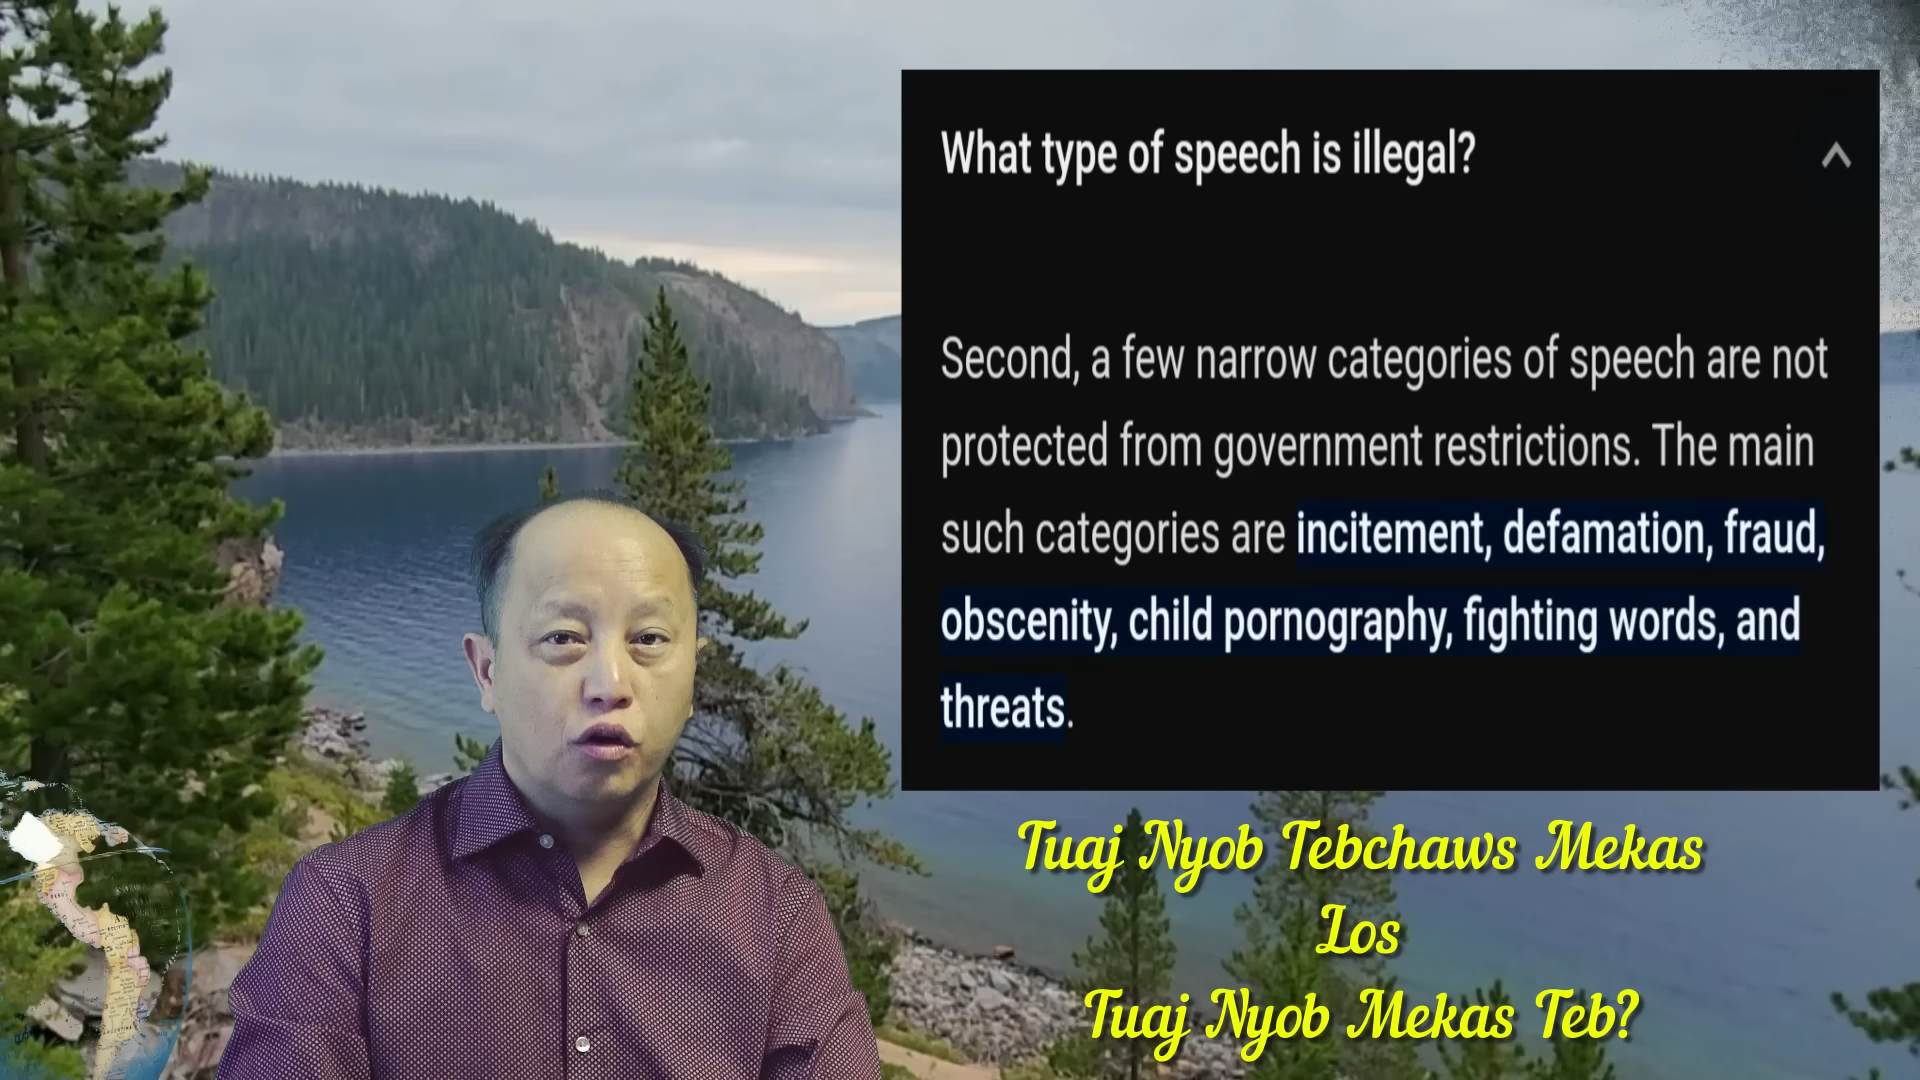 What type of speech is illegal?
Second, a few narrow categories of speech are not
protected from government restrictions. The main
such categories are incitement, defamation, fraud,
obscenity, child pornography, fighting words, and
threats.
Tuaj Nyob Tebchaws Mekas
Los
Tuaj Nyob Mekas Teb?